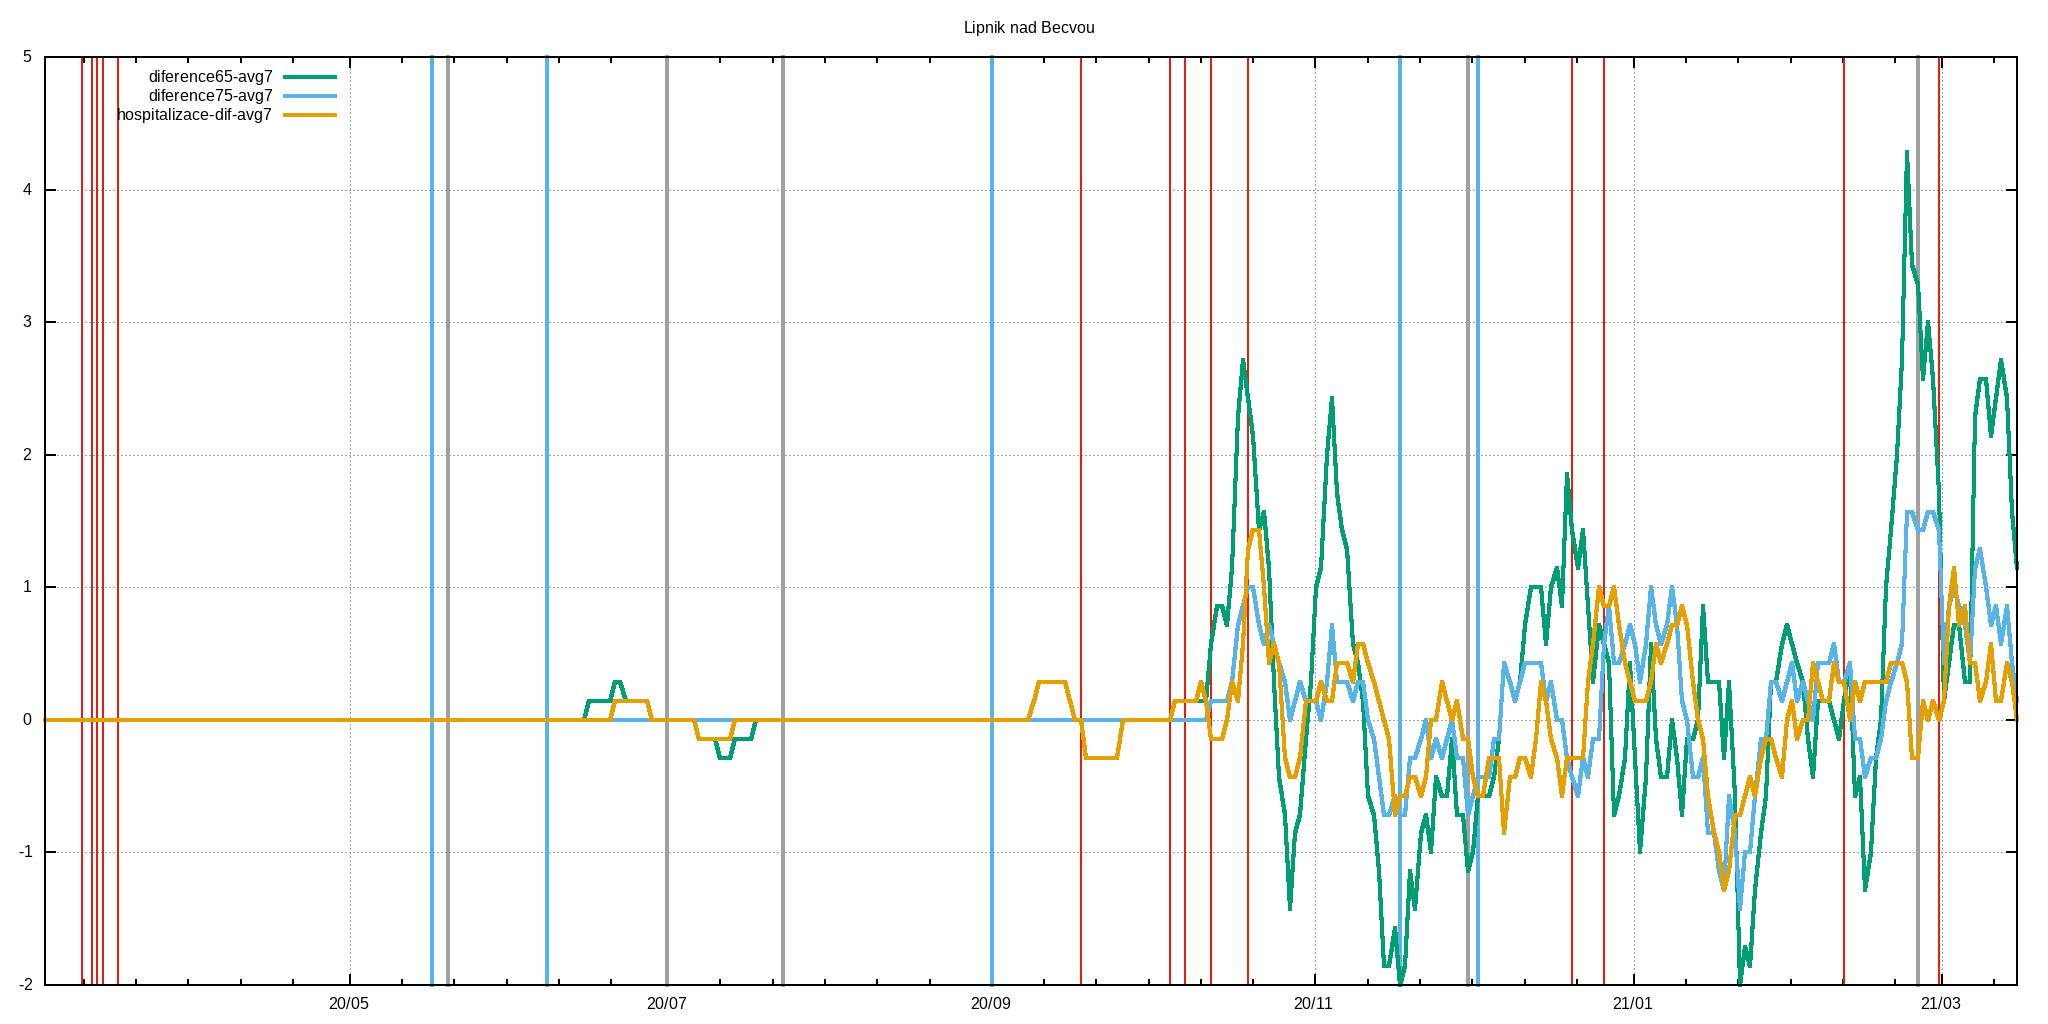 Lipnik nad Becvou
diference65-avg7
diference75-avg7
hospitalizace-dif-avg7
5
4
3
2
1
0
-1
-2
20/05 20/07 20/09 20/11 21/01 21/03